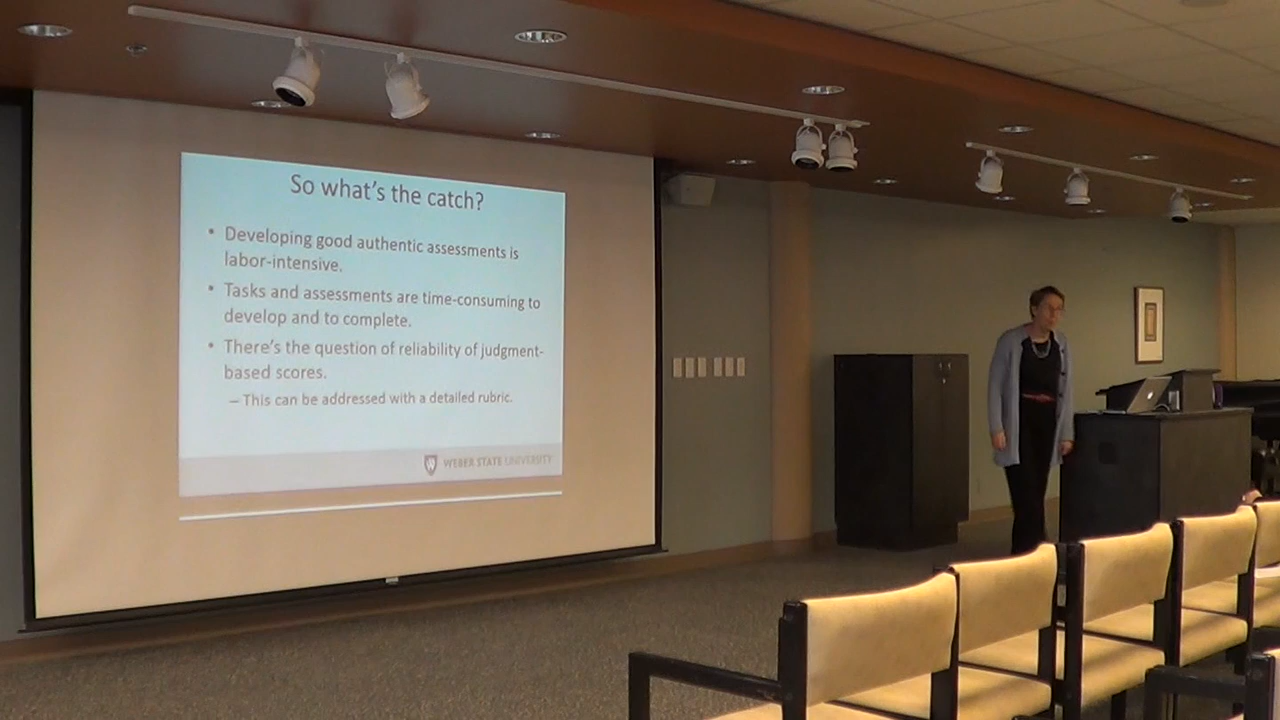 So what's the catch?
• Developing good authentic assessments is
labor-intensive.
• Tasks and assessments are time-consuming to
develop and to complete.
• There's the question of reliability of judgment-
based scores.
– This can be addressed with a detailed rubric.
W WEBER STATE UNIVERSITY